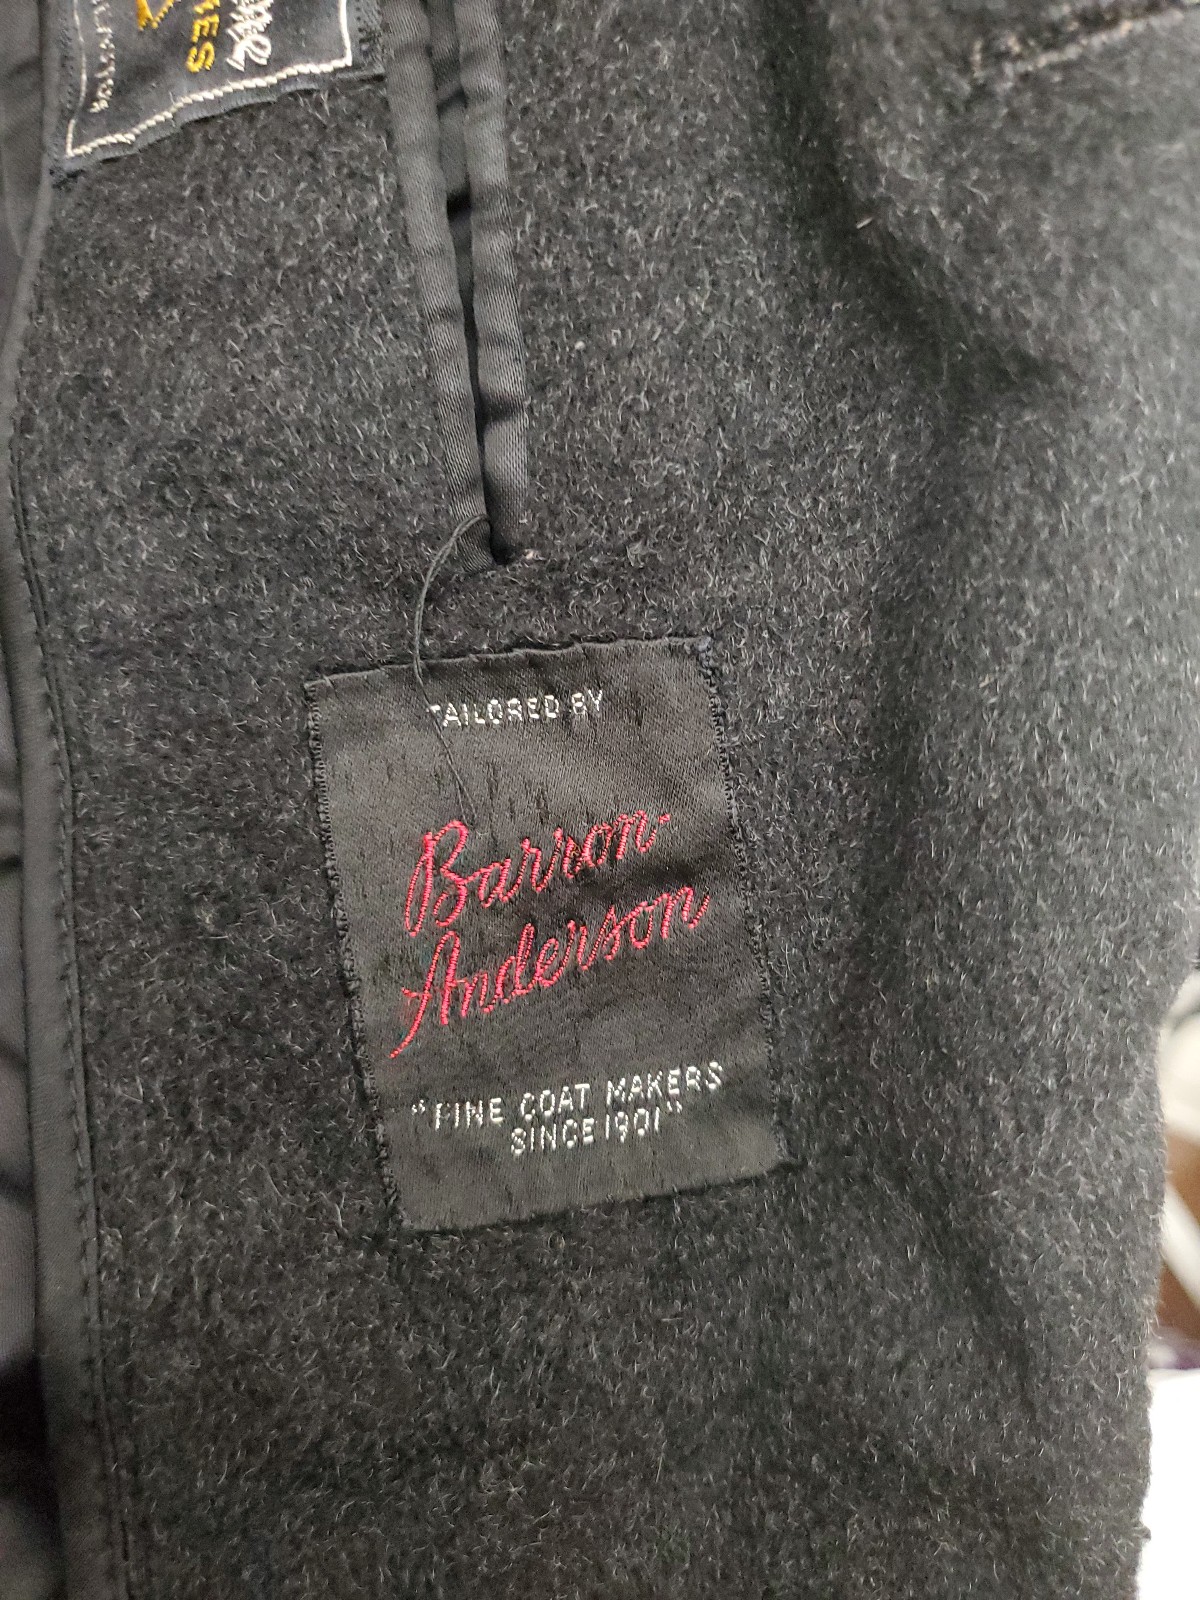 TAILORED BY
Barron-
Anderson
"FINE COAT MAKERS
SINCE 1901"